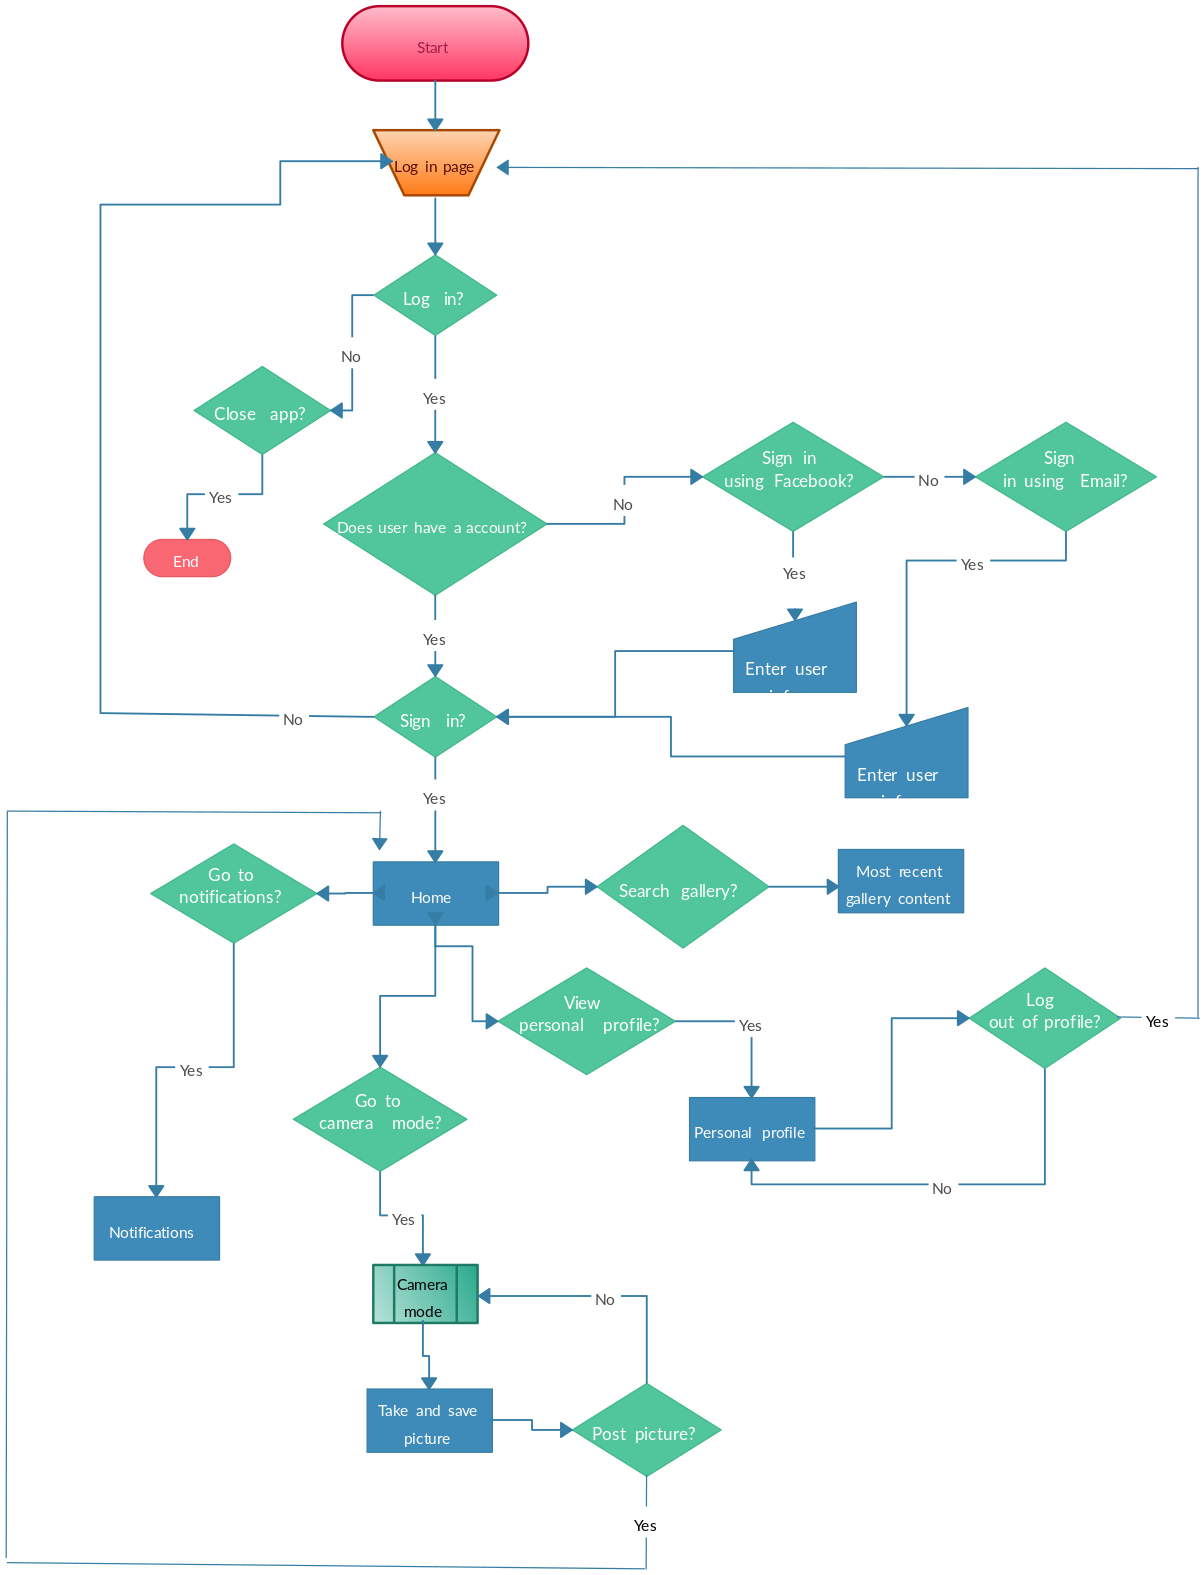 Start
Log in page
Log in?
No
Yes
Close app?
Yes
End
Does user have a account?
No
Sign in
using Facebook?
No
Sign
in using Email?
Yes
Yes
Enter user
Yes
Sign in?
No
Enter user
Yes
Go to
notifications?
Home
Search gallery?
Most recent
gallery content
View
personal profile?
Yes
Log
out of profile?
Yes
Yes
Go to
camera mode?
Personal profile
No
Notifications
Yes
Camera
mode
No
Take and save
picture
Post picture?
Yes